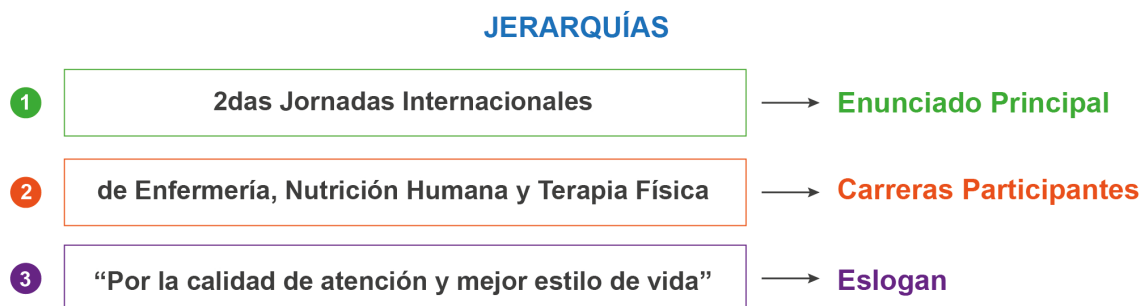 JERARQUÍAS
1 2das Jornadas Internacionales Enunciado Principal
2 de Enfermería, Nutrición Humana y Terapia Física Carreras Participantes
3 “Por la calidad de atención y mejor estilo de vida” Eslogan